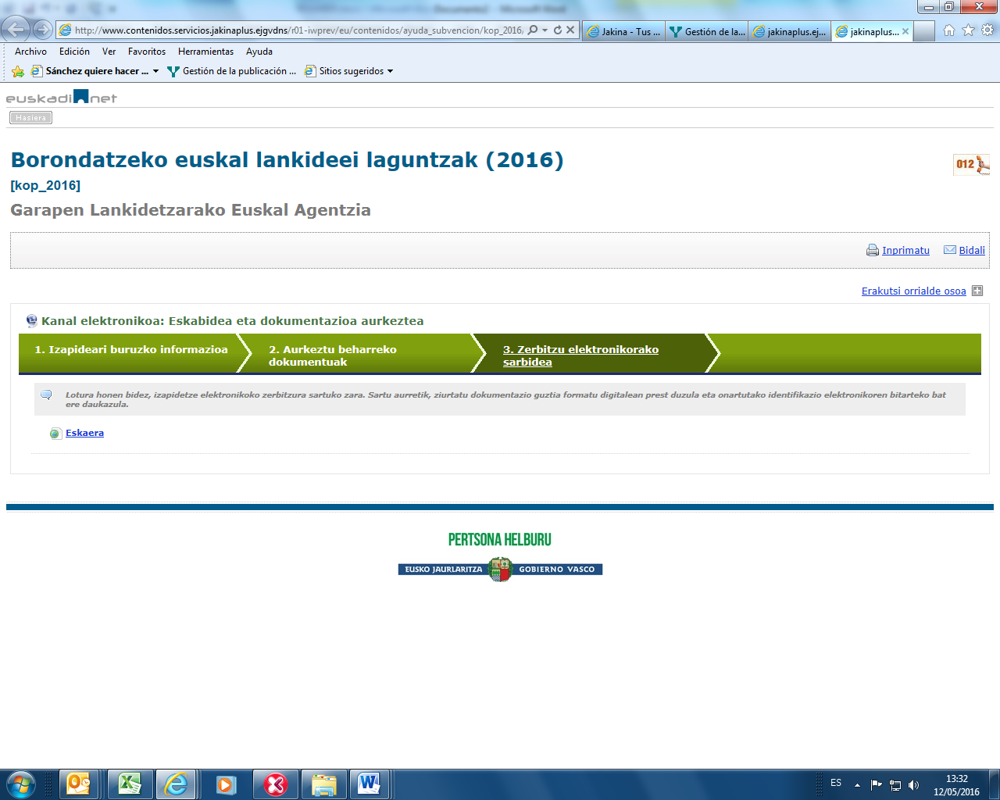 Documento2 - Microsoft Word
http://www.contenidos.servicios.jakinaplus.ejgvdns/r01-iwprev/eu/contenidos/ayuda_subvencion/kop_2016/
Jakina - Tus ...
Gestión de la...
jakinaplus.ej...
jakinaplus...
Archivo Edición Ver Favoritos Herramientas Ayuda
Sánchez quiere hacer ... Gestión de la publicación ... Sitios sugeridos
euskadi.net
Hasiera
Borondatzeko euskal lankideei laguntzak (2016)
012
[kop_2016]
Garapen Lankidetzarako Euskal Agentzia
Inprimatu Bidali
Erakutsi orrialde osoa
Kanal elektronikoa: Eskabidea eta dokumentazioa aurkeztea
1. Izapideari buruzko informazioa
2. Aurkeztu beharreko
dokumentuak
3. Zerbitzu elektronikorako
sarbidea
Lotura honen bidez, izapidetze elektronikoko zerbitzura sartuko zara. Sartu aurretik, ziurtatu dokumentazio guztia formatu digitalean prest duzula eta onartutako identifikazio elektronikoren bitarteko bat
ere daukazula.
Eskaera
PERTSONA HELBURU
EUSKO JAURLARITZA GOBIERNO VASCO
ES
13:32
12/05/2016